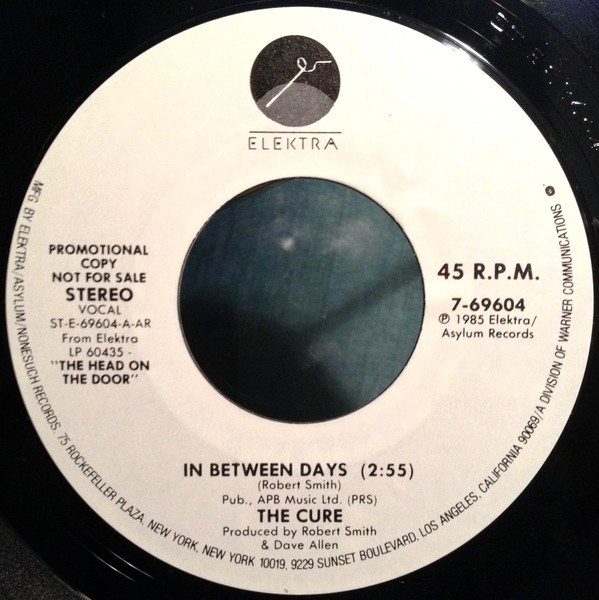 ELEKTRA
PROMOTIONAL
COPY
NOT FOR SALE
STEREO
VOCAL
ST-E-69604-A-AR
From Elektra
LP 60435 -
"THE HEAD ON
THE DOOR"
45 R.P.M.
7-69604
℗ 1985 Elektra/
Asylum Records
IN BETWEEN DAYS (2:55)
(Robert Smith)
Pub., APB Music Ltd. (PRS)
THE CURE
Produced by Robert Smith
& Dave Allen
MFG. BY ELEKTRA/ASYLUM/NONESUCH RECORDS, 75 ROCKEFELLER PLAZA, NEW YORK, NEW YORK 10019, 9229 SUNSET BOULEVARD, LOS ANGELES, CALIFORNIA 90069/A DIVISION OF WARNER COMMUNICATIONS